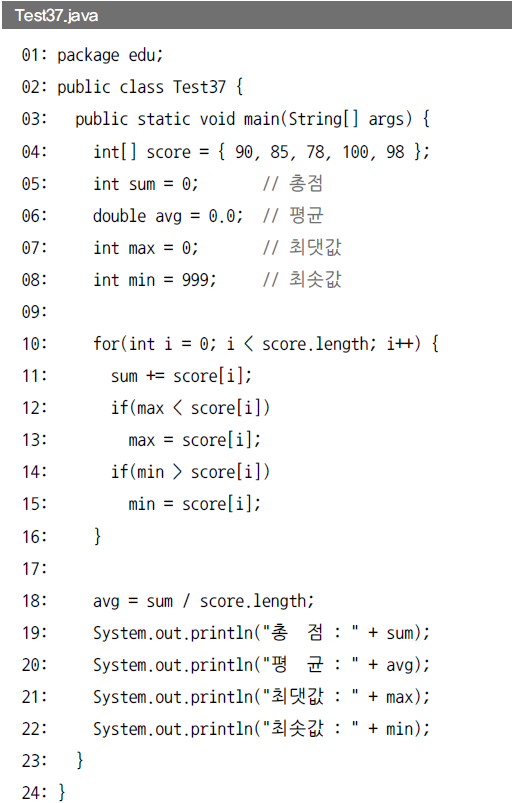 Test37.java
01: package edu;
02: public class Test37 {
03:   public static void main(String[] args) {
04:     int[] score = { 90, 85, 78, 100, 98 };
05:     int sum = 0;       // 총점
06:     double avg = 0.0;  // 평균
07:     int max = 0;       // 최댓값
08:     int min = 999;     // 최솟값
09:
10:     for(int i = 0; i < score.length; i++) {
11:       sum += score[i];
12:       if(max < score[i])
13:         max = score[i];
14:       if(min > score[i])
15:         min = score[i];
16:     }
17:
18:     avg = sum / score.length;
19:     System.out.println("총  점 : " + sum);
20:     System.out.println("평  균 : " + avg);
21:     System.out.println("최댓값 : " + max);
22:     System.out.println("최솟값 : " + min);
23:   }
24: }